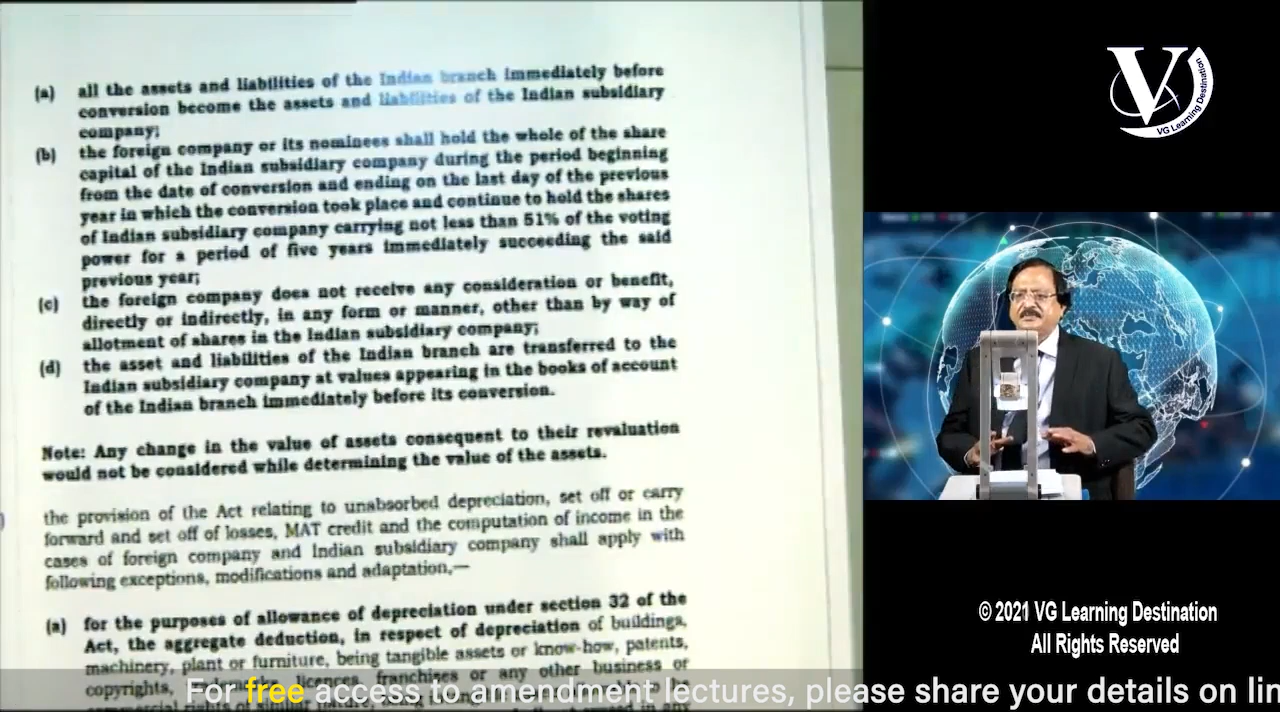 (a) all the assets and liabilities of the Indian branch immediately before
conversion become the assets and liabilities of the Indian subsidiary
company;
(b) the foreign company or its nominees shall hold the whole of the share
capital of the Indian subsidiary company during the period beginning
from the date of conversion and ending on the last day of the previous
year in which the conversion took place and continue to hold the shares
of Indian subsidiary company carrying not less than 51% of the voting
power for a period of five years immediately succeeding the said
previous year;
(c) the foreign company does not receive any consideration or benefit,
directly or indirectly, in any form or manner, other than by way of
allotment of shares in the Indian subsidiary company;
(d) the asset and liabilities of the Indian branch are transferred to the
Indian subsidiary company at values appearing in the books of account
of the Indian branch immediately before its conversion.
Note: Any change in the value of assets consequent to their revaluation
would not be considered while determining the value of the assets.
the provision of the Act relating to unabsorbed depreciation, set off or carry
forward and set off of losses, MAT credit and the computation of income in the
cases of foreign company and Indian subsidiary company shall apply with
following exceptions, modifications and adaptation,—
(a) for the purposes of allowance of depreciation under section 32 of the
Act, the aggregate deduction, in respect of depreciation of buildings,
machinery, plant or furniture, being tangible assets or know-how, patents,
copyrights, licences, franchises or any other business or
V
VG Learning Destination
© 2021 VG Learning Destination
All Rights Reserved
For free access to amendment lectures, please share your details on lin